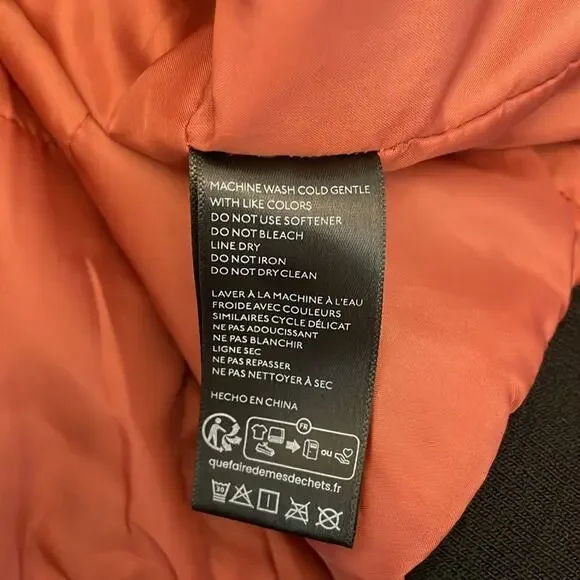 MACHINE WASH COLD GENTLE
WITH LIKE COLORS
DO NOT USE SOFTENER
DO NOT BLEACH
LINE DRY
DO NOT IRON
DO NOT DRY CLEAN
LAVER À LA MACHINE À L'EAU
FROIDE AVEC COULEURS
SIMILAIRES CYCLE DÉLICAT
NE PAS ADOUCISSANT
NE PAS BLANCHIR
LIGNE SEC
NE PAS REPASSER
NE PAS NETTOYER À SEC
HECHO EN CHINA
FR
OU
quefairedemesdechets.fr
30